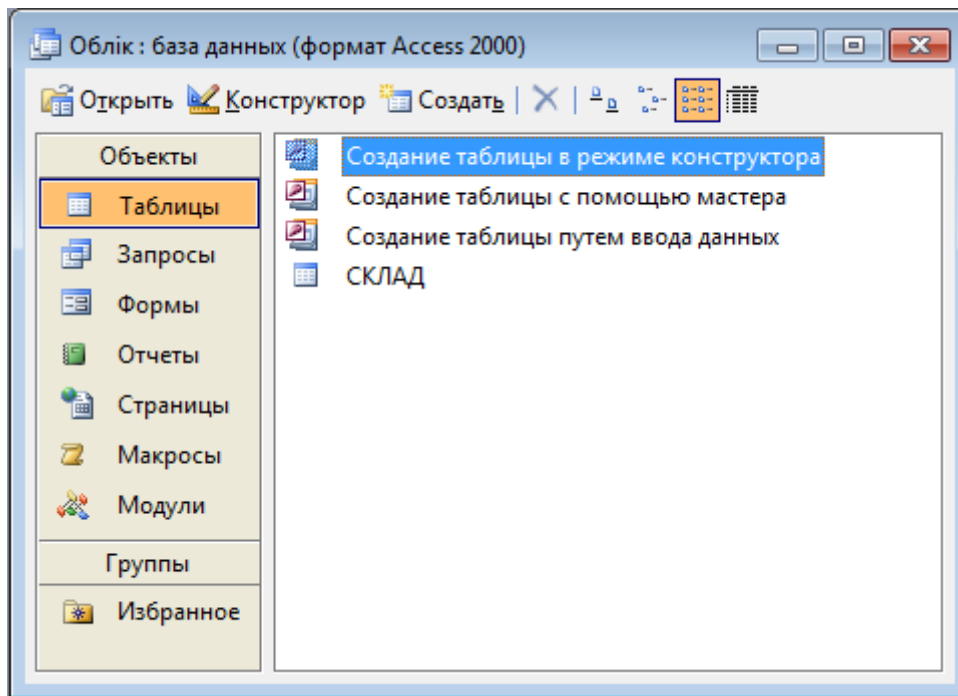 Облік : база данных (формат Access 2000)
Открыть Конструктор Создать
Объекты
Таблицы
Запросы
Формы
Отчеты
Страницы
Макросы
Модули
Группы
Избранное
Создание таблицы в режиме конструктора
Создание таблицы с помощью мастера
Создание таблицы путем ввода данных
СКЛАД